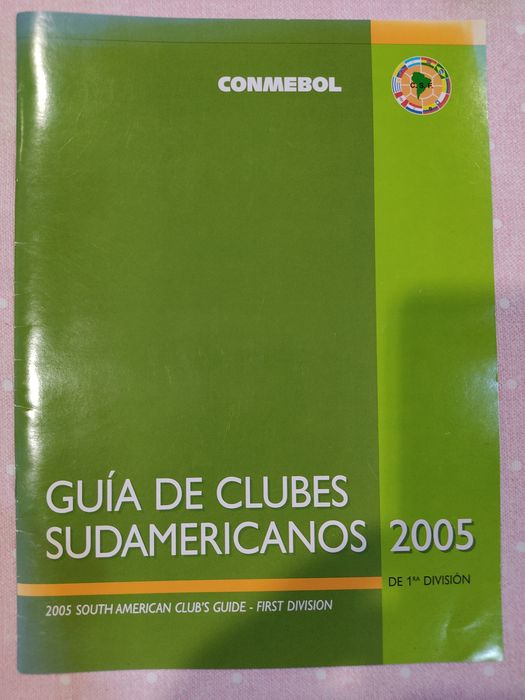 CONMEBOL
C. S. F.
GUÍA DE CLUBES
SUDAMERICANOS 2005
DE 1RA DIVISIÓN
2005 SOUTH AMERICAN CLUB'S GUIDE - FIRST DIVISION